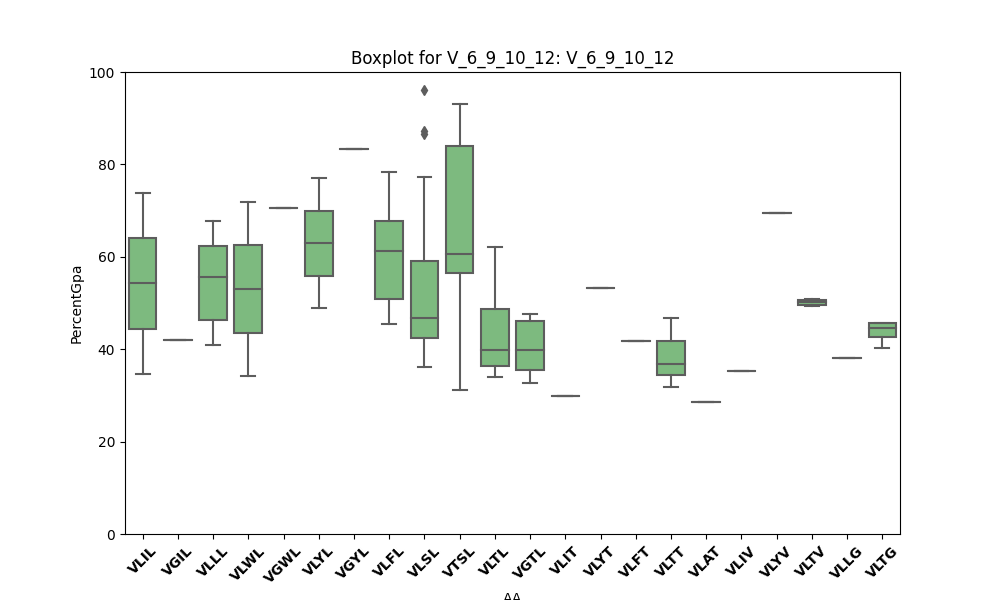 Boxplot for V_6_9_10_12: V_6_9_10_12
100
80
60
40
20
0
PercentGpa
VLIL VGIL VLLL VLWL VGWL VLYL VGYL VLFL VLSL VTSL VLTL VGTL VLIT VLYT VLFT VLTT VLAT VLIV VLYV VLTV VLLG VLTG
AA